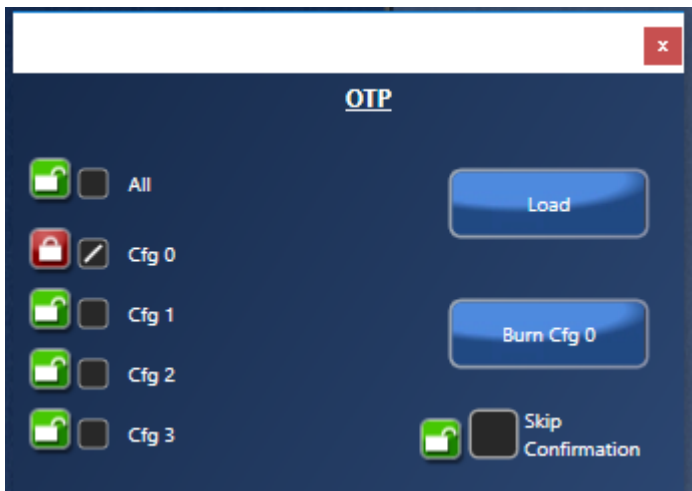 x
OTP
All
Load
Cfg 0
Cfg 1
Burn Cfg 0
Cfg 2
Cfg 3
Skip
Confirmation